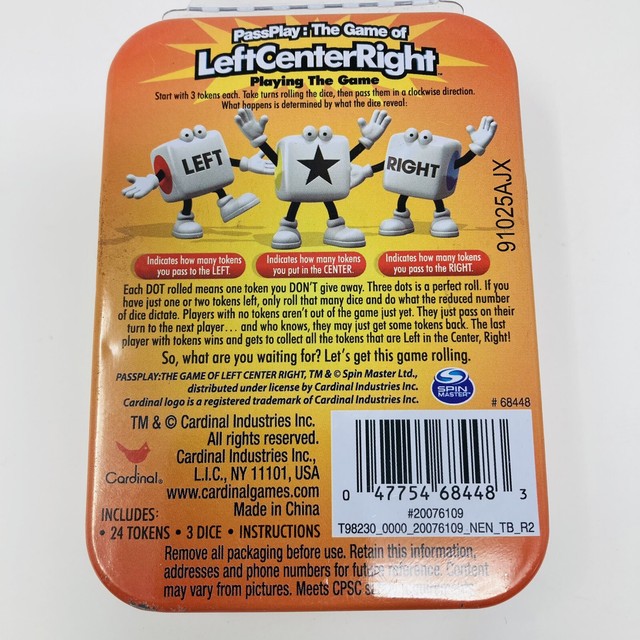 PassPlay: The Game of
LeftCenterRight™
Playing The Game
Start with 3 tokens each. Take turns rolling the dice, then pass them in a clockwise direction.
What happens is determined by what the dice reveal:
LEFT
RIGHT
91025AJX
Indicates how many tokens
you pass to the LEFT.
Indicates how many tokens
you put in the CENTER.
Indicates how many tokens
you pass to the RIGHT.
Each DOT rolled means one token you DON'T give away. Three dots is a perfect roll. If you
have just one or two tokens left, only roll that many dice and do what the reduced number
of dice dictate. Players with no tokens aren't out of the game just yet. They just pass on their
turn to the next player... and who knows, they may just get some tokens back. The last
player with tokens wins and gets to collect all the tokens that are Left in the Center, Right!
So, what are you waiting for? Let's get this game rolling.
PASSPLAY:THE GAME OF LEFT CENTER RIGHT, TM & © Spin Master Ltd.,
distributed under license by Cardinal Industries Inc.
Cardinal logo is a registered trademark of Cardinal Industries Inc.
SPIN
MASTER™
# 68448
TM & © Cardinal Industries Inc.
All rights reserved.
Cardinal Industries Inc.,
L.I.C., NY 11101, USA
www.cardinalgames.com
Made in China
Cardinal®
INCLUDES:
• 24 TOKENS • 3 DICE • INSTRUCTIONS
0 47754 68448 3
#20076109
T98230_0000_20076109_NEN_TB_R2
Remove all packaging before use. Retain this information,
addresses and phone numbers for future reference. Content
may vary from pictures. Meets CPSC